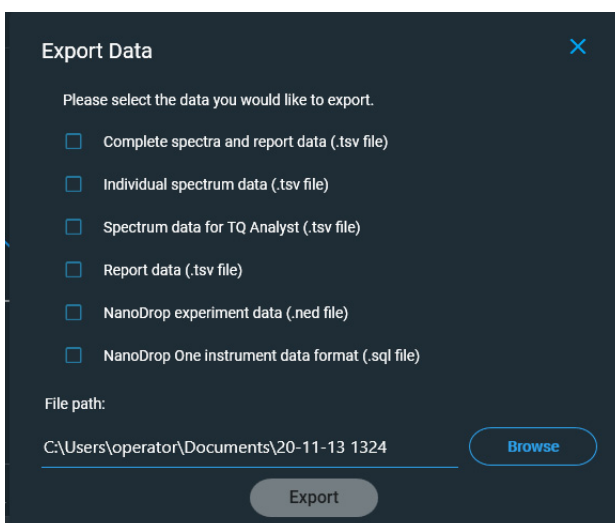 Export Data
Please select the data you would like to export.
Complete spectra and report data (.tsv file)
Individual spectrum data (.tsv file)
Spectrum data for TQ Analyst (.tsv file)
Report data (.tsv file)
NanoDrop experiment data (.ned file)
NanoDrop One instrument data format (.sql file)
File path:
C:\Users\operator\Documents\20-11-13 1324
Browse
Export